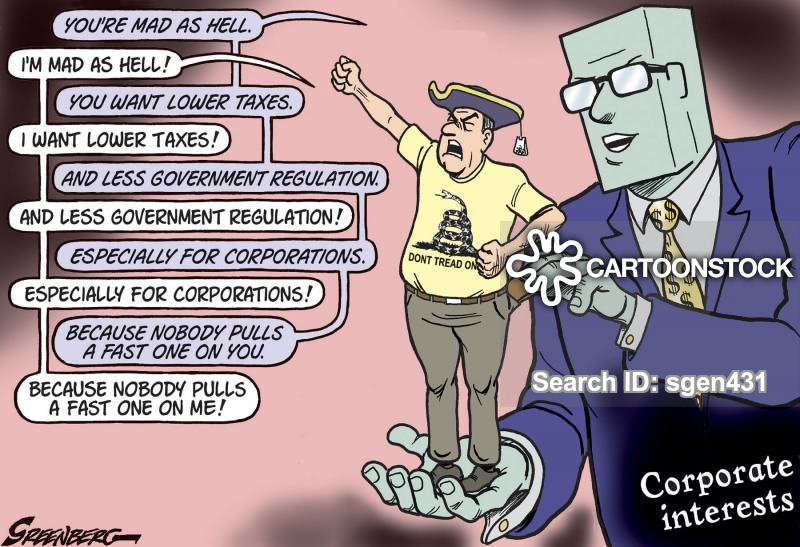 YOU'RE MAD AS HELL.
I'M MAD AS HELL!
YOU WANT LOWER TAXES.
I WANT LOWER TAXES!
AND LESS GOVERNMENT REGULATION.
AND LESS GOVERNMENT REGULATION!
ESPECIALLY FOR CORPORATIONS.
ESPECIALLY FOR CORPORATIONS!
BECAUSE NOBODY PULLS
A FAST ONE ON YOU.
BECAUSE NOBODY PULLS
A FAST ONE ON ME!
DONT TREAD ON
$ $
CARTOONSTOCK
Search ID: sgen431
Corporate
interests
GREENBERG